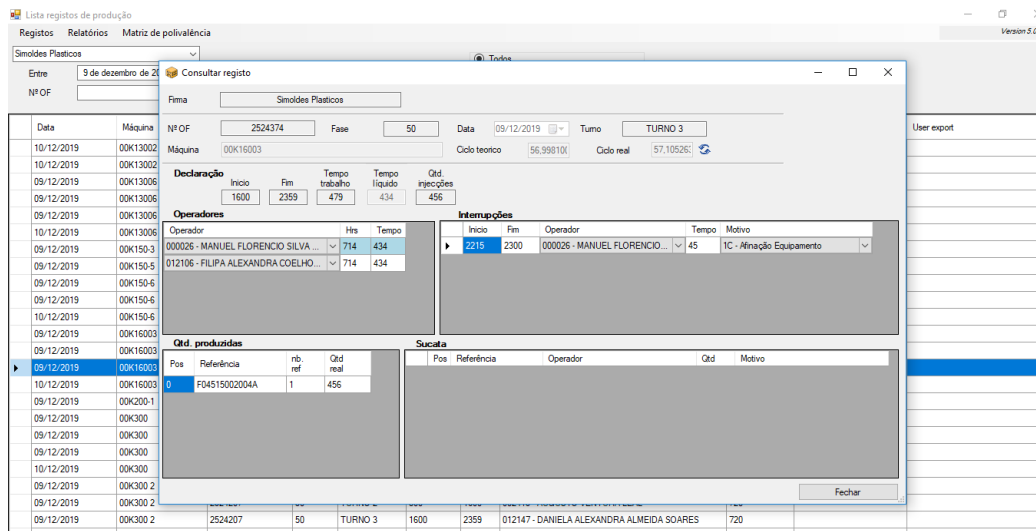 Lista registos de produção
Registos Relatórios Matriz de polivalência
Simoldes Plasticos
Todos
Entre 9 de dezembro de 20
Nº OF
Data Máquina User export
10/12/2019 00K13002
10/12/2019 00K13002
09/12/2019 00K13006
09/12/2019 00K13006
09/12/2019 00K13006
10/12/2019 00K13006
09/12/2019 00K150-3
09/12/2019 00K150-5
09/12/2019 00K150-6
09/12/2019 00K150-6
10/12/2019 00K150-6
09/12/2019 00K16003
09/12/2019 00K16003
09/12/2019 00K16003
10/12/2019 00K16003
09/12/2019 00K200-1
09/12/2019 00K300
09/12/2019 00K300
09/12/2019 00K300
10/12/2019 00K300
09/12/2019 00K300 2
09/12/2019 00K300 2
09/12/2019 00K300 2 2524207 50 TURNO 3 1600 2359 012147 - DANIELA ALEXANDRA ALMEIDA SOARES 720
Consultar registo
Firma Simoldes Plasticos
Nº OF 2524374 Fase 50 Data 09/12/2019 Turno TURNO 3
Máquina 00K16003 Ciclo teorico 56,998100 Ciclo real 57,10526
Declaração
Inicio Fim Tempo trabalho Tempo líquido Qtd. injecções
1600 2359 479 434 456
Operadores
Operador Hrs Tempo
000026 - MANUEL FLORENCIO SILVA ... 714 434
012106 - FILIPA ALEXANDRA COELHO... 714 434
Interrupções
Inicio Fim Operador Tempo Motivo
2215 2300 000026 - MANUEL FLORENCIO... 45 1C - Afinação Equipamento
Qtd. produzidas
Pos Referência nb. ref Qtd real
0 F04515002004A 1 456
Sucata
Pos Referência Operador Qtd Motivo
Fechar